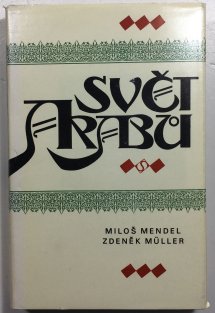 SVĚT
ARABŮ
MILOŠ MENDEL
ZDENĚK MÜLLER